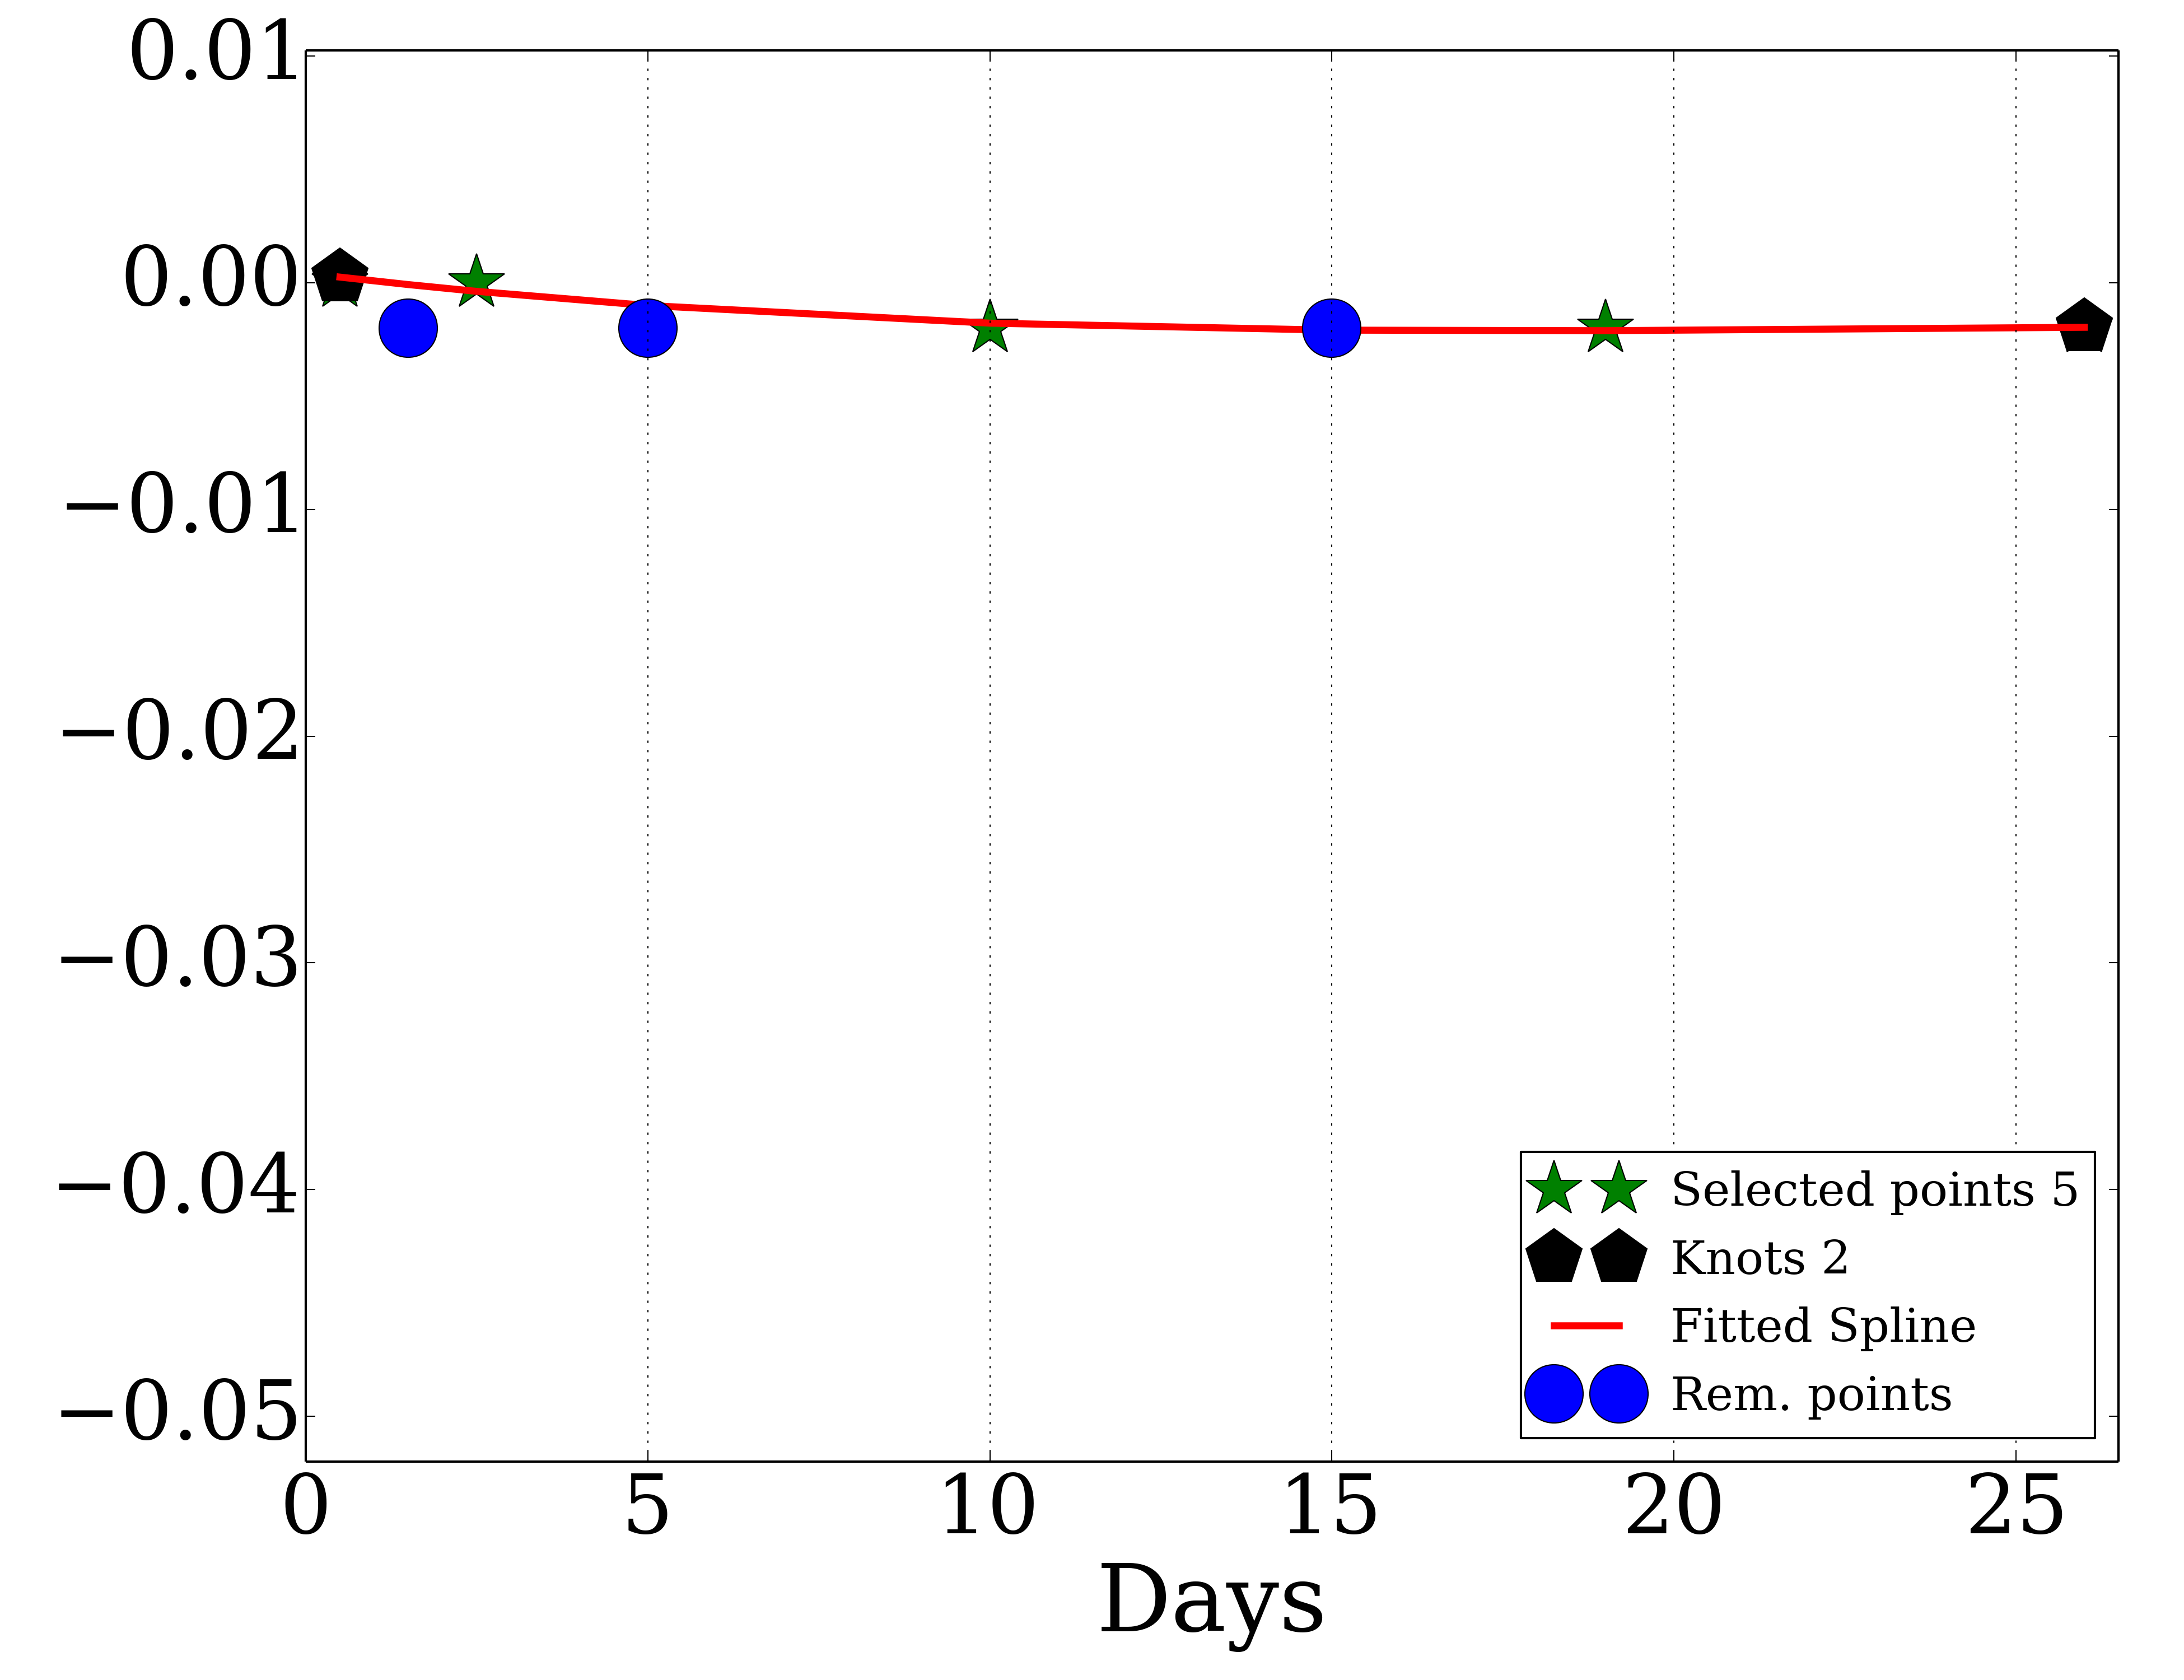 0.01
0.00
−0.01
−0.02
−0.03
−0.04
−0.05
Selected points 5
Knots 2
Fitted Spline
Rem. points
0 5 10 15 20 25
Days